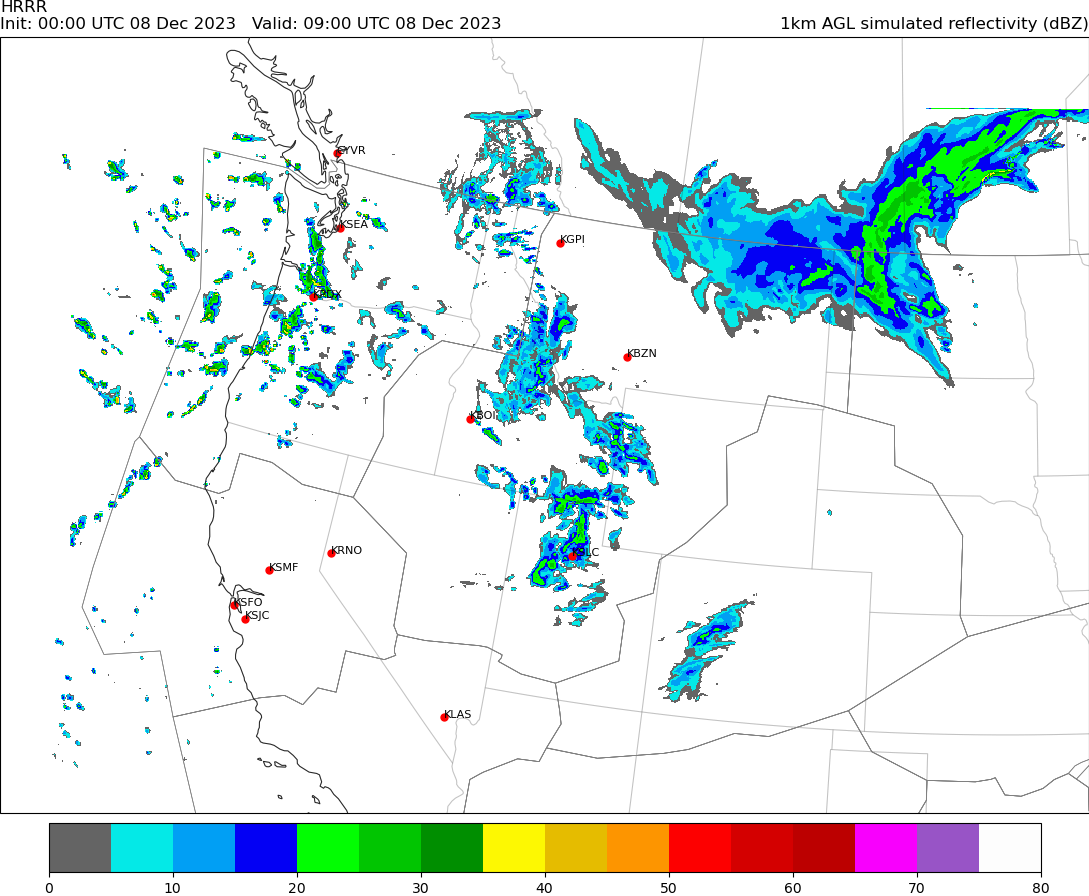 HRRR
Init: 00:00 UTC 08 Dec 2023   Valid: 09:00 UTC 08 Dec 2023
1km AGL simulated reflectivity (dBZ)
CYVR
KSEA
KGPI
KPDX
KBZN
KBOI
KSLC
KRNO
KSMF
KSFO
KSJC
KLAS
0 10 20 30 40 50 60 70 80